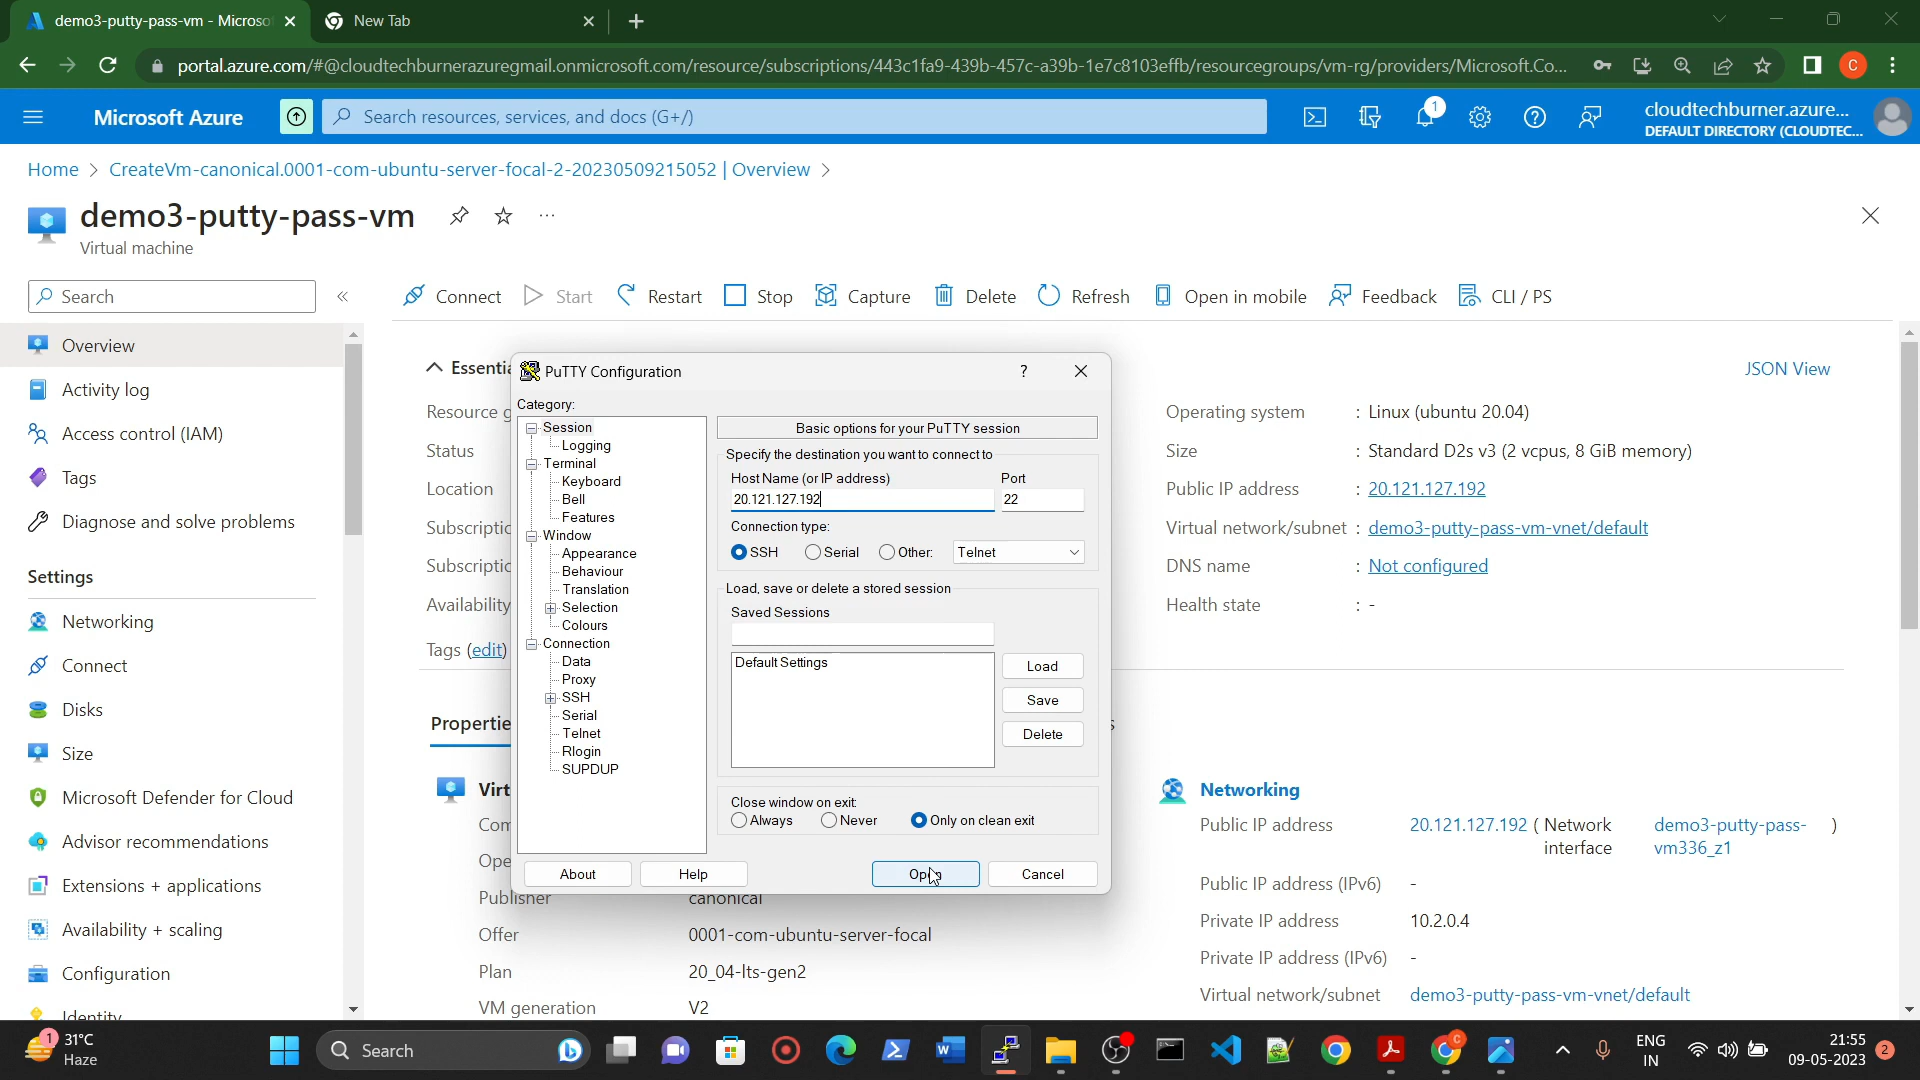 demo3-putty-pass-vm - Microso
New Tab
portal.azure.com/#@cloudtechburnerazuregmail.onmicrosoft.com/resource/subscriptions/443c1fa9-439b-457c-a39b-1e7c8103effb/resourcegroups/vm-rg/providers/Microsoft.Co...
C
Microsoft Azure
Search resources, services, and docs (G+/)
1
cloudtechburner.azure...
DEFAULT DIRECTORY (CLOUDTEC...
Home > CreateVm-canonical.0001-com-ubuntu-server-focal-2-20230509215052 | Overview >
demo3-putty-pass-vm
Virtual machine
Search
Connect
Start
Restart
Stop
Capture
Delete
Refresh
Open in mobile
Feedback
CLI / PS
Overview
Activity log
Access control (IAM)
Tags
Diagnose and solve problems
Settings
Networking
Connect
Disks
Size
Microsoft Defender for Cloud
Advisor recommendations
Extensions + applications
Availability + scaling
Configuration
Identity
Essentia
JSON View
Resource g
Status
Location
Subscriptic
Subscriptic
Availability
Tags (edit)
Operating system : Linux (ubuntu 20.04)
Size : Standard D2s v3 (2 vcpus, 8 GiB memory)
Public IP address : 20.121.127.192
Virtual network/subnet : demo3-putty-pass-vm-vnet/default
DNS name : Not configured
Health state : -
PuTTY Configuration
?
Category:
Session
Logging
Terminal
Keyboard
Bell
Features
Window
Appearance
Behaviour
Translation
Selection
Colours
Connection
Data
Proxy
SSH
Serial
Telnet
Rlogin
SUPDUP
Basic options for your PuTTY session
Specify the destination you want to connect to
Host Name (or IP address)
Port
20.121.127.192
22
Connection type:
SSH
Serial
Other:
Telnet
Load, save or delete a stored session
Saved Sessions
Default Settings
Load
Save
Delete
Close window on exit:
Always
Never
Only on clean exit
About
Help
Open
Cancel
Propertie
s
Virt
Com
Ope
Publisher canonical
Offer 0001-com-ubuntu-server-focal
Plan 20_04-lts-gen2
VM generation V2
Networking
Public IP address 20.121.127.192 ( Network interface demo3-putty-pass-vm336_z1 )
Public IP address (IPv6) -
Private IP address 10.2.0.4
Private IP address (IPv6) -
Virtual network/subnet demo3-putty-pass-vm-vnet/default
1
31°C
Haze
Search
C
ENG
IN
21:55
09-05-2023
2